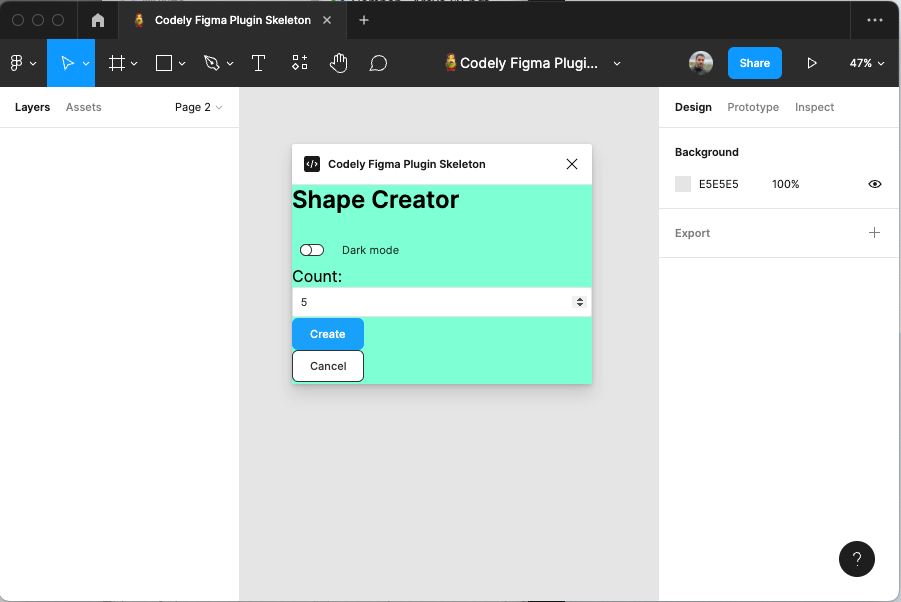 Codely Figma Plugin Skeleton
Codely Figma Plugi...
Share
47%
Layers Assets Page 2
Design Prototype Inspect
Background
E5E5E5 100%
Export
Codely Figma Plugin Skeleton
Shape Creator
Dark mode
Count:
5
Create
Cancel
?